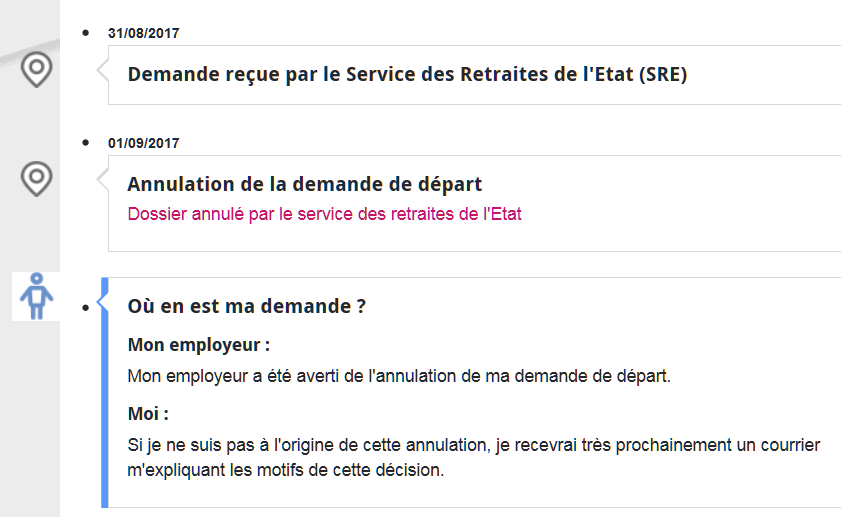 31/08/2017
Demande reçue par le Service des Retraites de l'Etat (SRE)
01/09/2017
Annulation de la demande de départ
Dossier annulé par le service des retraites de l'Etat
Où en est ma demande ?
Mon employeur :
Mon employeur a été averti de l'annulation de ma demande de départ.
Moi :
Si je ne suis pas à l'origine de cette annulation, je recevrai très prochainement un courrier
m'expliquant les motifs de cette décision.